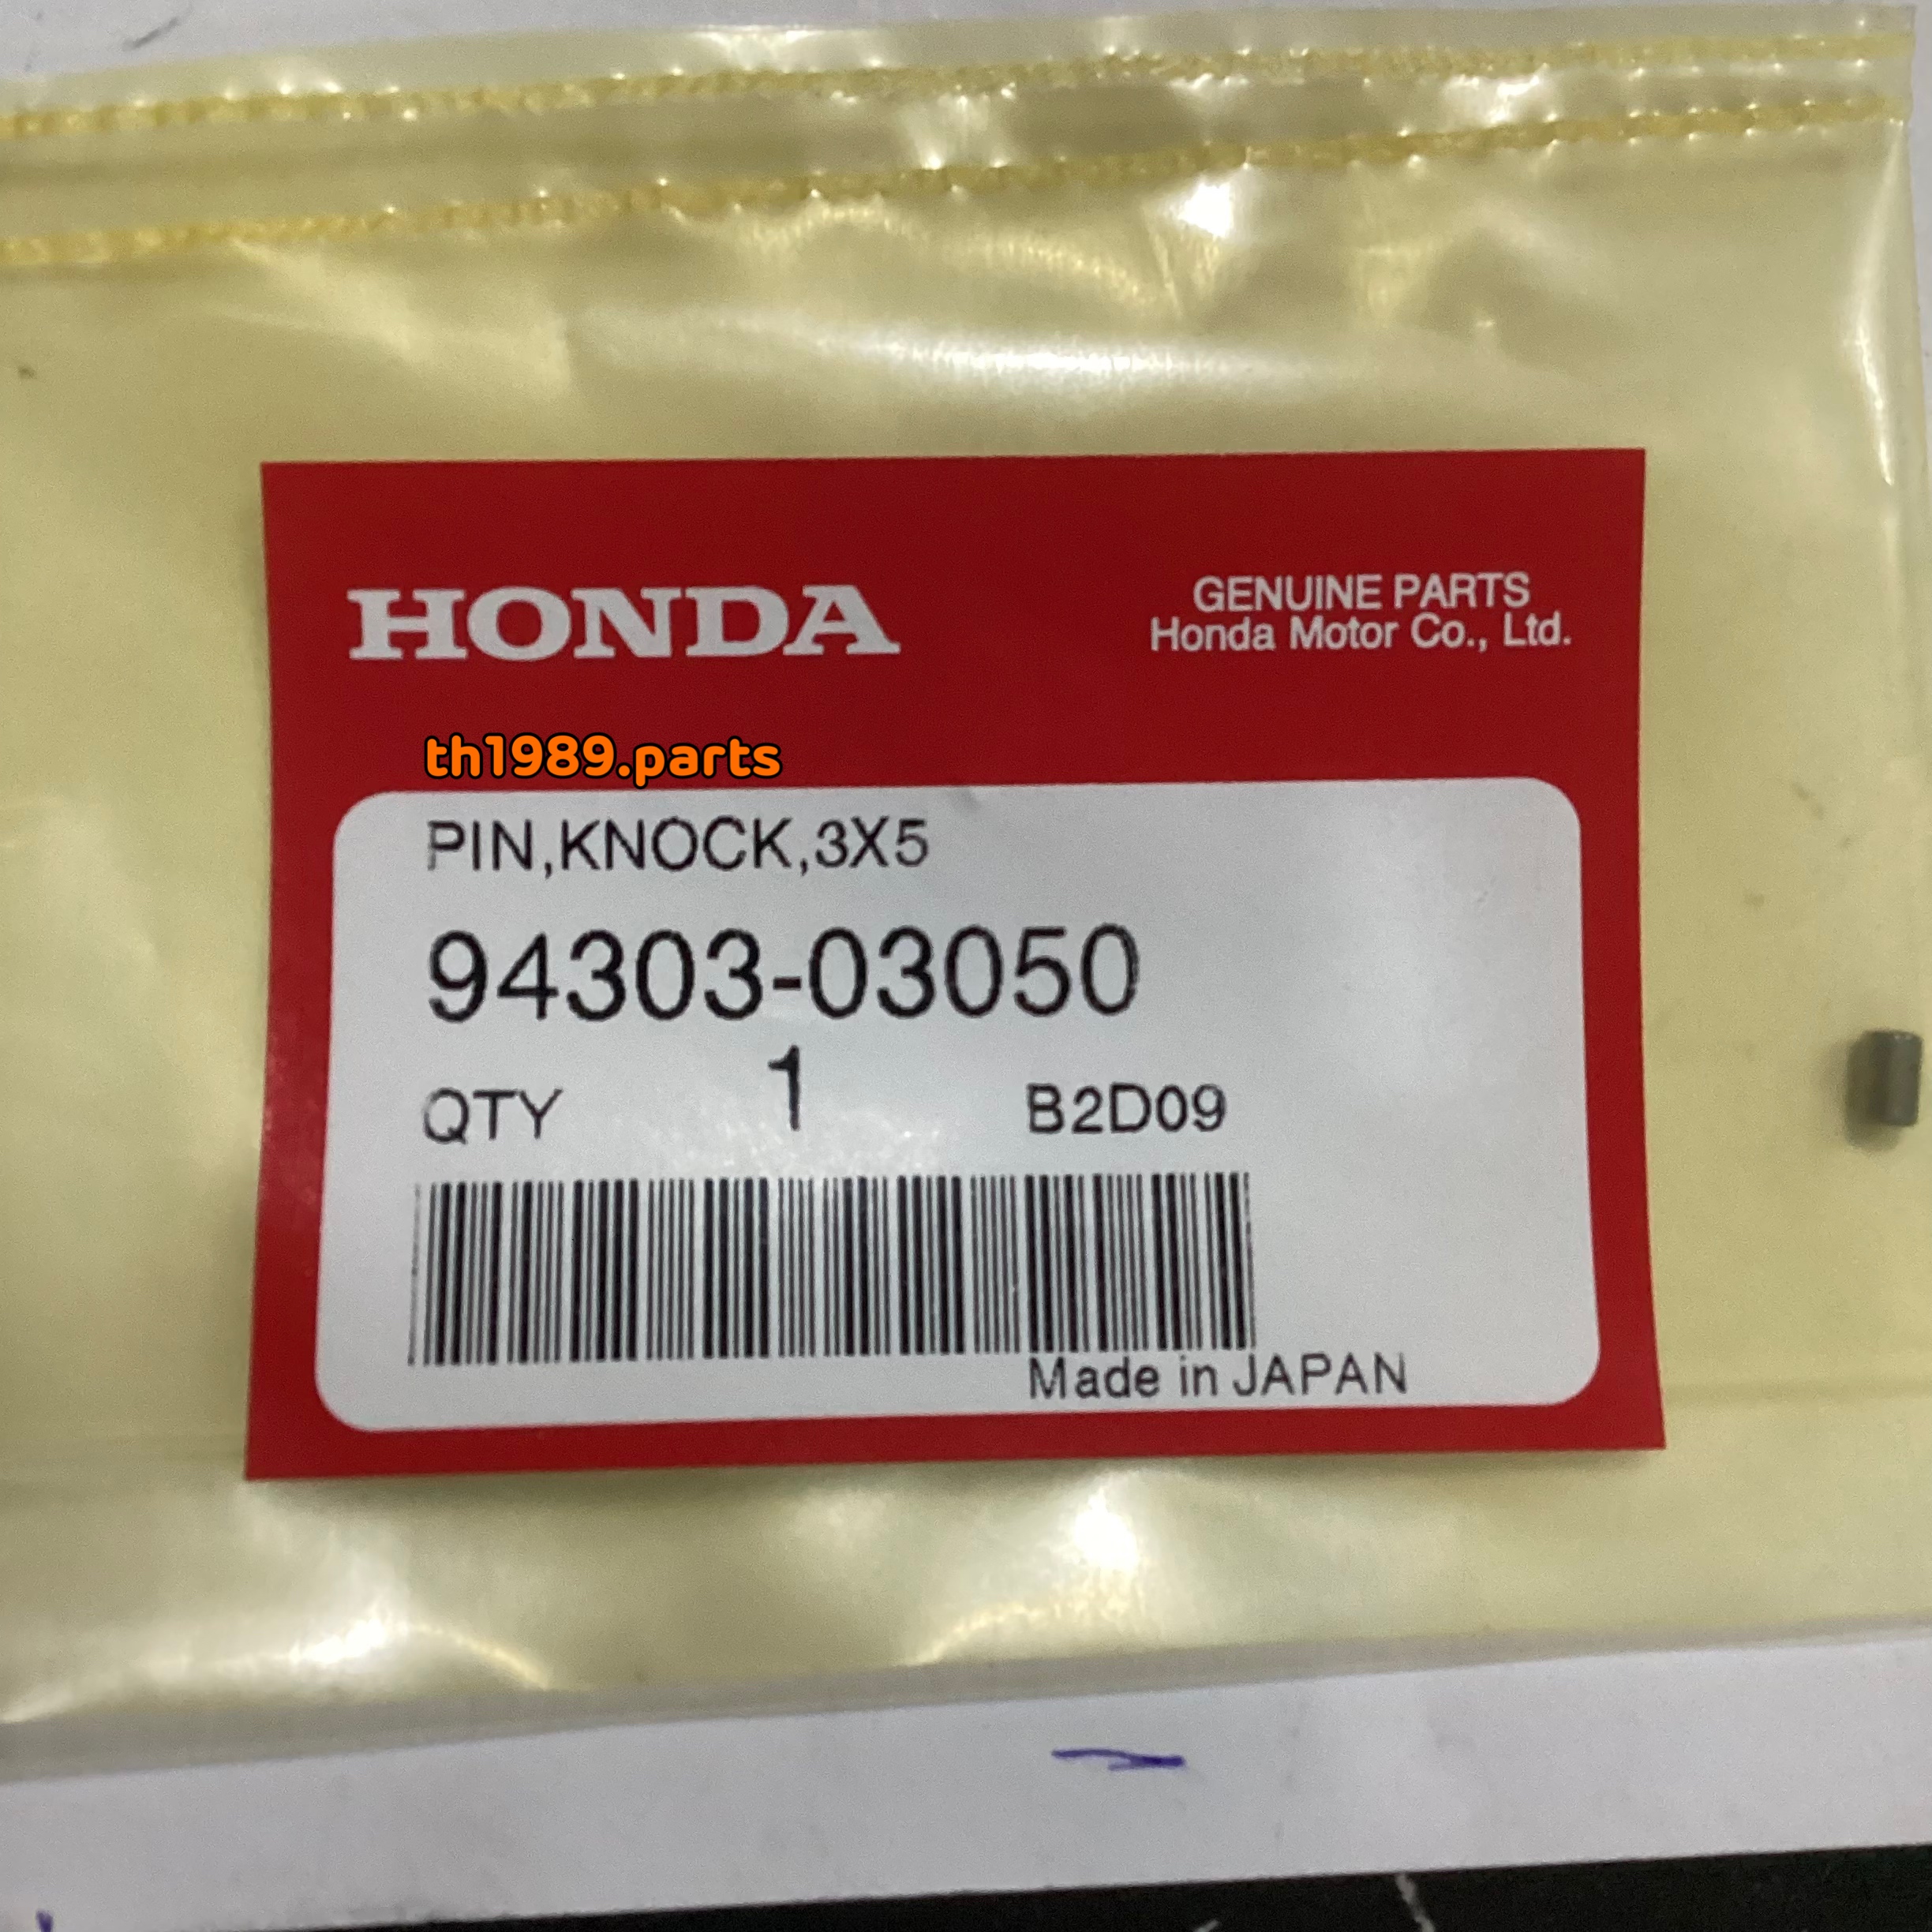 HONDA
GENUINE PARTS
Honda Motor Co., Ltd.
th1989.parts
PIN,KNOCK,3X5
94303-03050
QTY 1 B2D09
Made in JAPAN